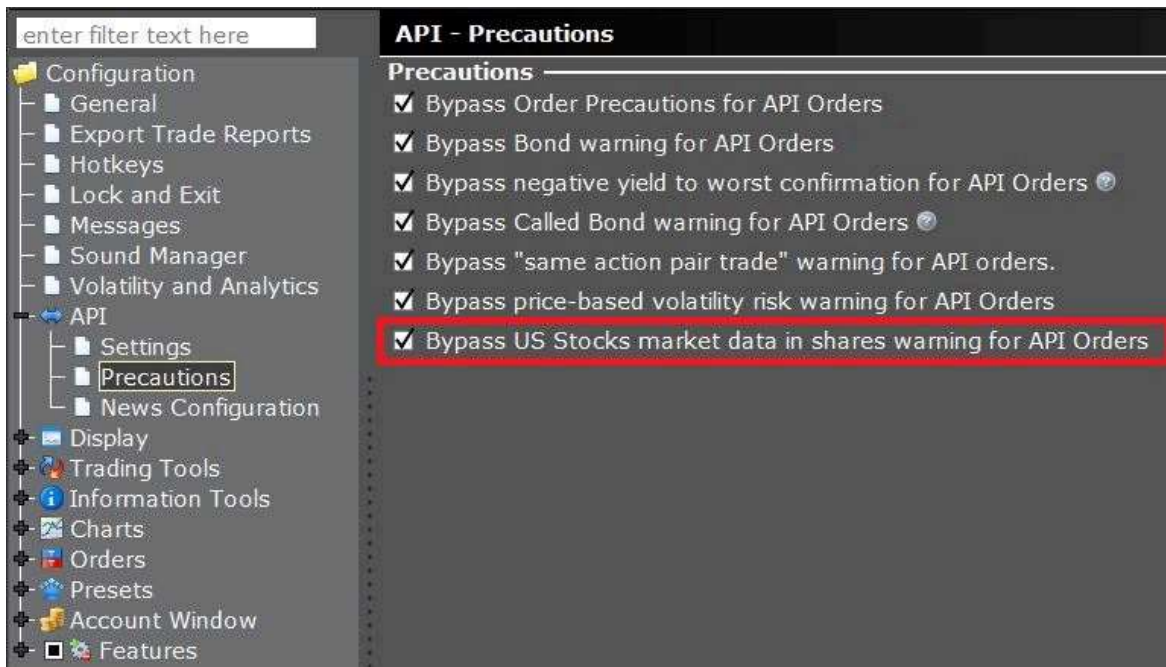 enter filter text here
Configuration
General
Export Trade Reports
Hotkeys
Lock and Exit
Messages
Sound Manager
Volatility and Analytics
API
Settings
Precautions
News Configuration
Display
Trading Tools
Information Tools
Charts
Orders
Presets
Account Window
Features
API - Precautions
Precautions
Bypass Order Precautions for API Orders
Bypass Bond warning for API Orders
Bypass negative yield to worst confirmation for API Orders
Bypass Called Bond warning for API Orders
Bypass "same action pair trade" warning for API orders.
Bypass price-based volatility risk warning for API Orders
Bypass US Stocks market data in shares warning for API Orders